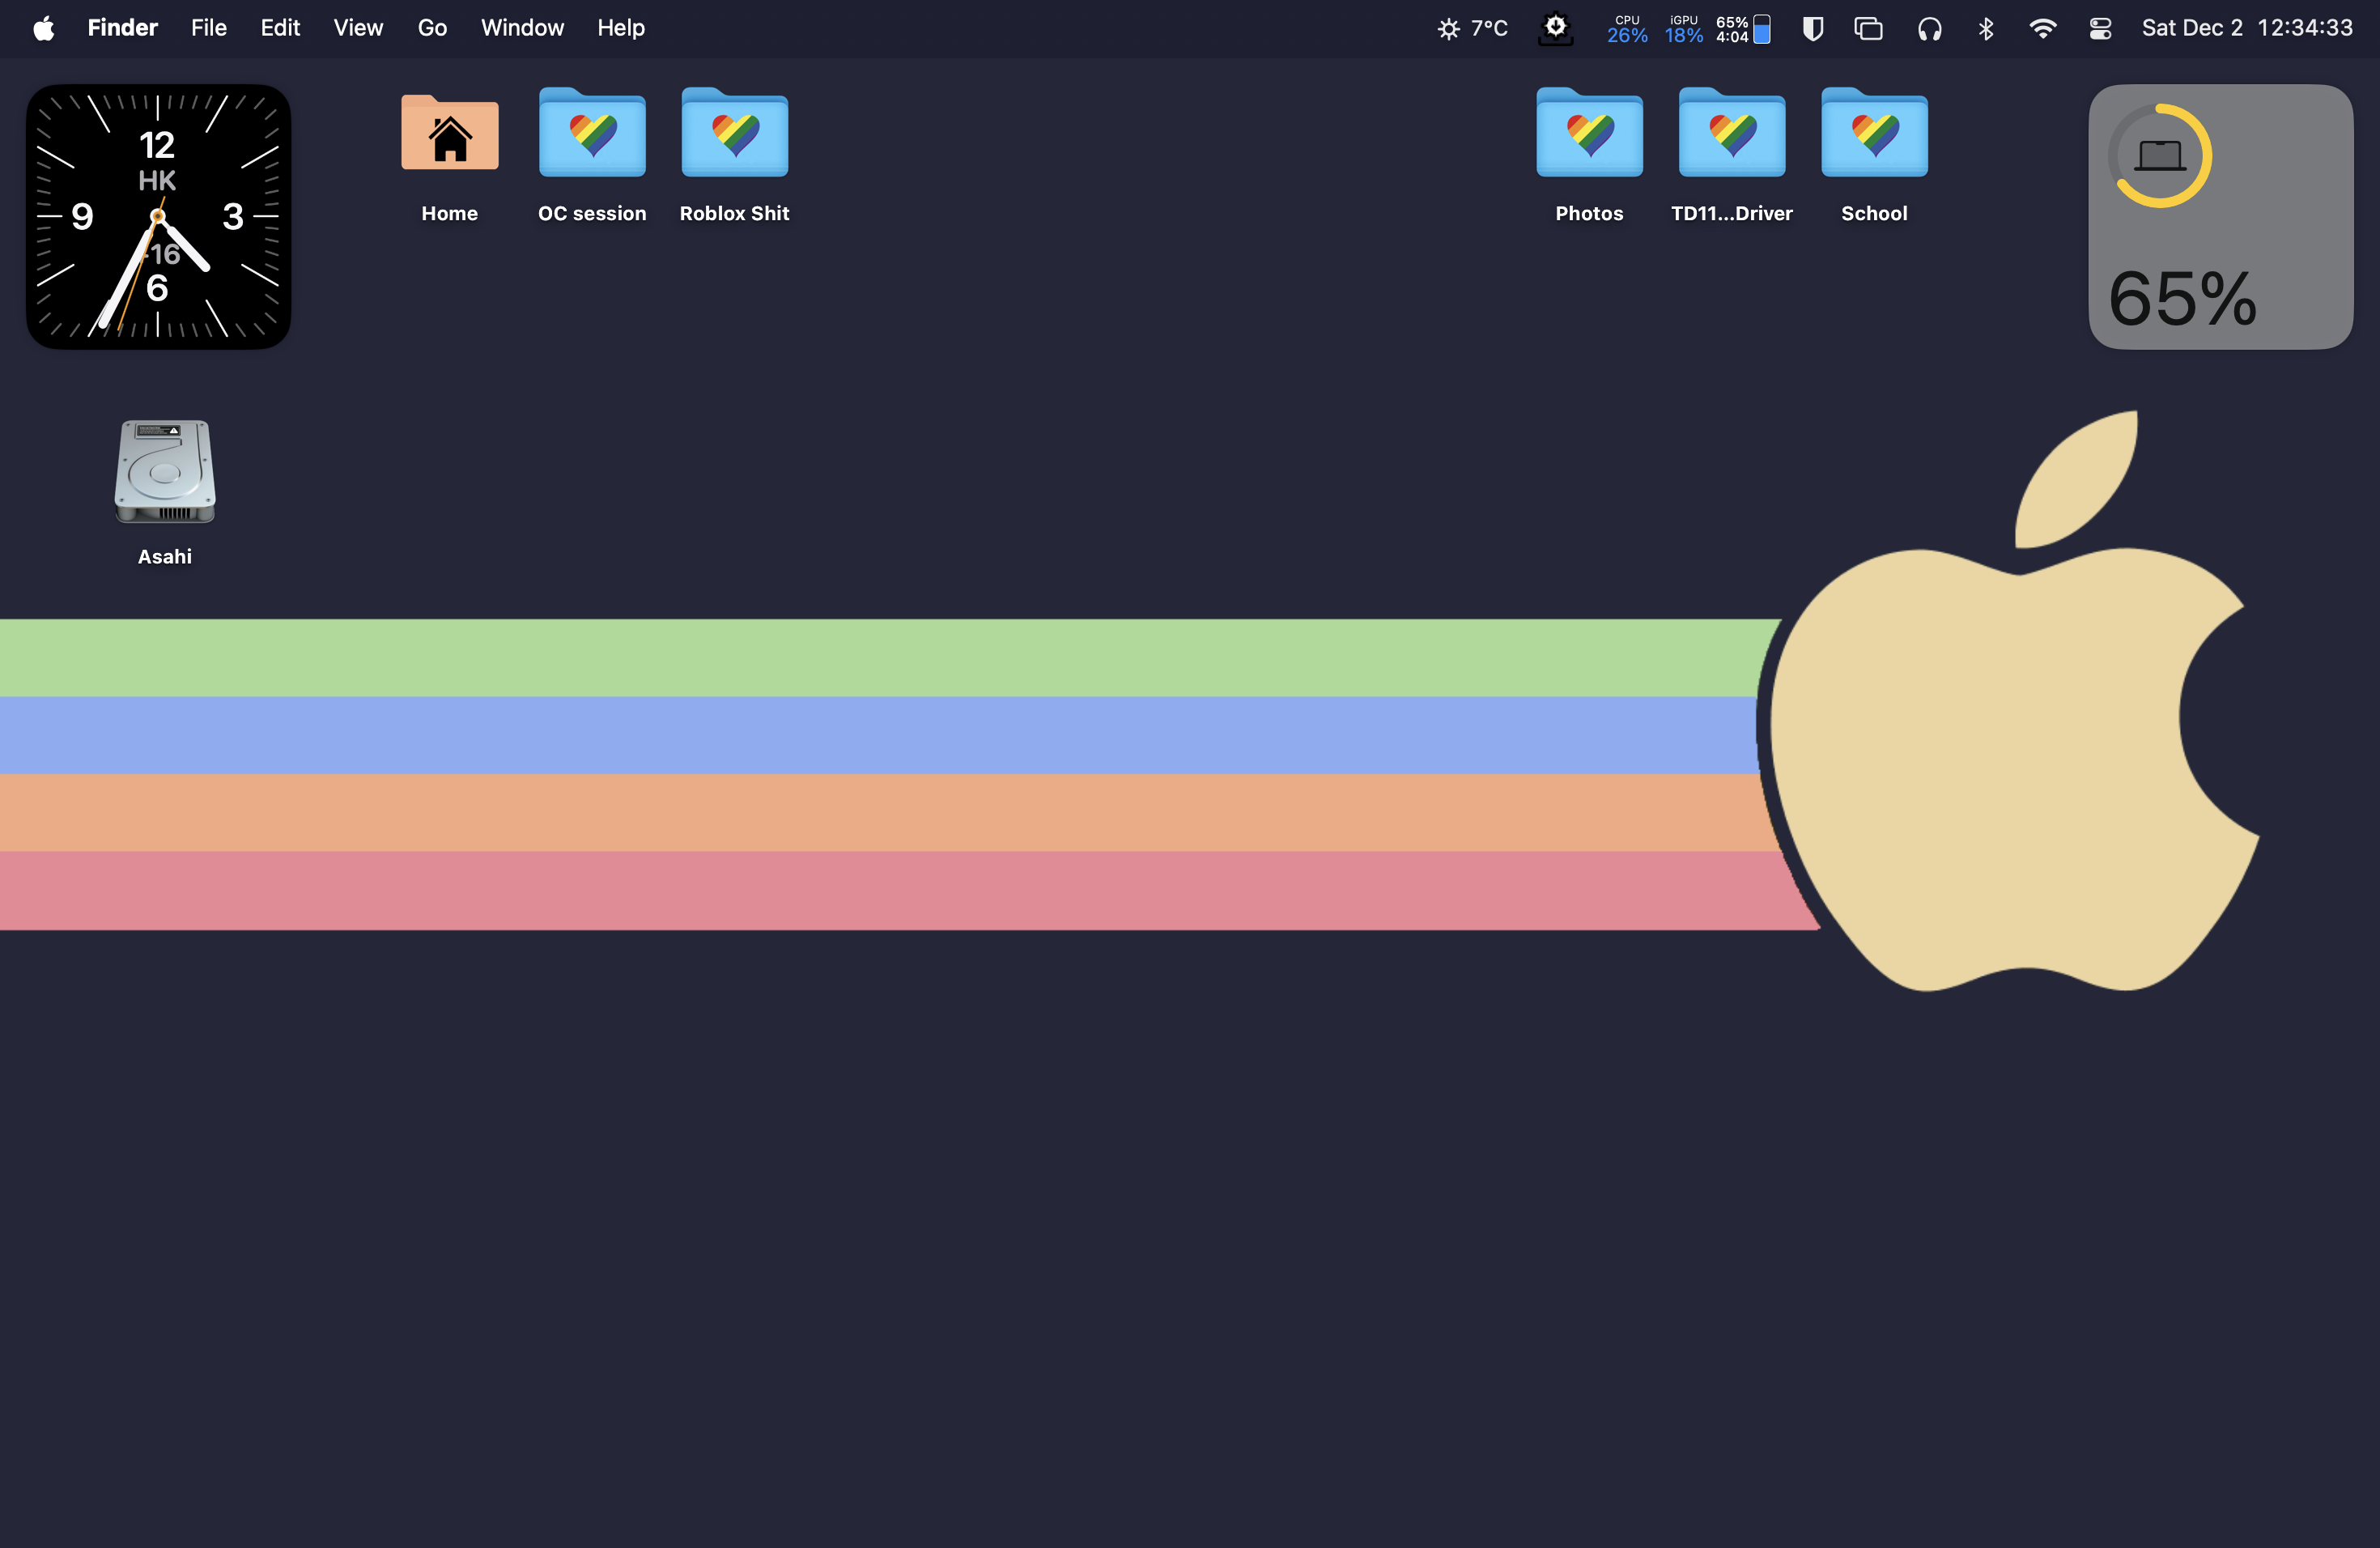 Finder File Edit View Go Window Help
7°C
CPU
26%
iGPU
18%
65%
4:04
Sat Dec 2 12:34:33
12
HK
9
3
-16
6
Home
OC session
Roblox Shit
Photos
TD11...Driver
School
65%
Asahi